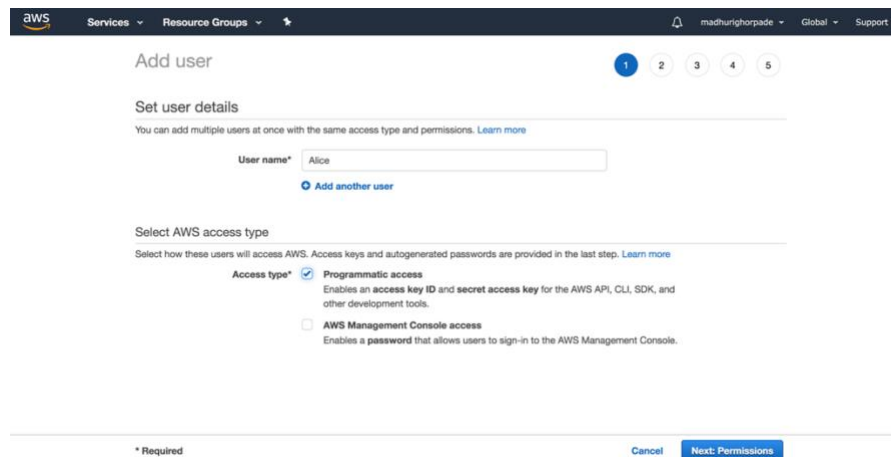 aws Services Resource Groups madhurighorpade Global Support
Add user 1 2 3 4 5
Set user details
You can add multiple users at once with the same access type and permissions. Learn more
User name* Alice
Add another user
Select AWS access type
Select how these users will access AWS. Access keys and autogenerated passwords are provided in the last step. Learn more
Access type* Programmatic access
Enables an access key ID and secret access key for the AWS API, CLI, SDK, and
other development tools.
AWS Management Console access
Enables a password that allows users to sign-in to the AWS Management Console.
* Required Cancel Next: Permissions